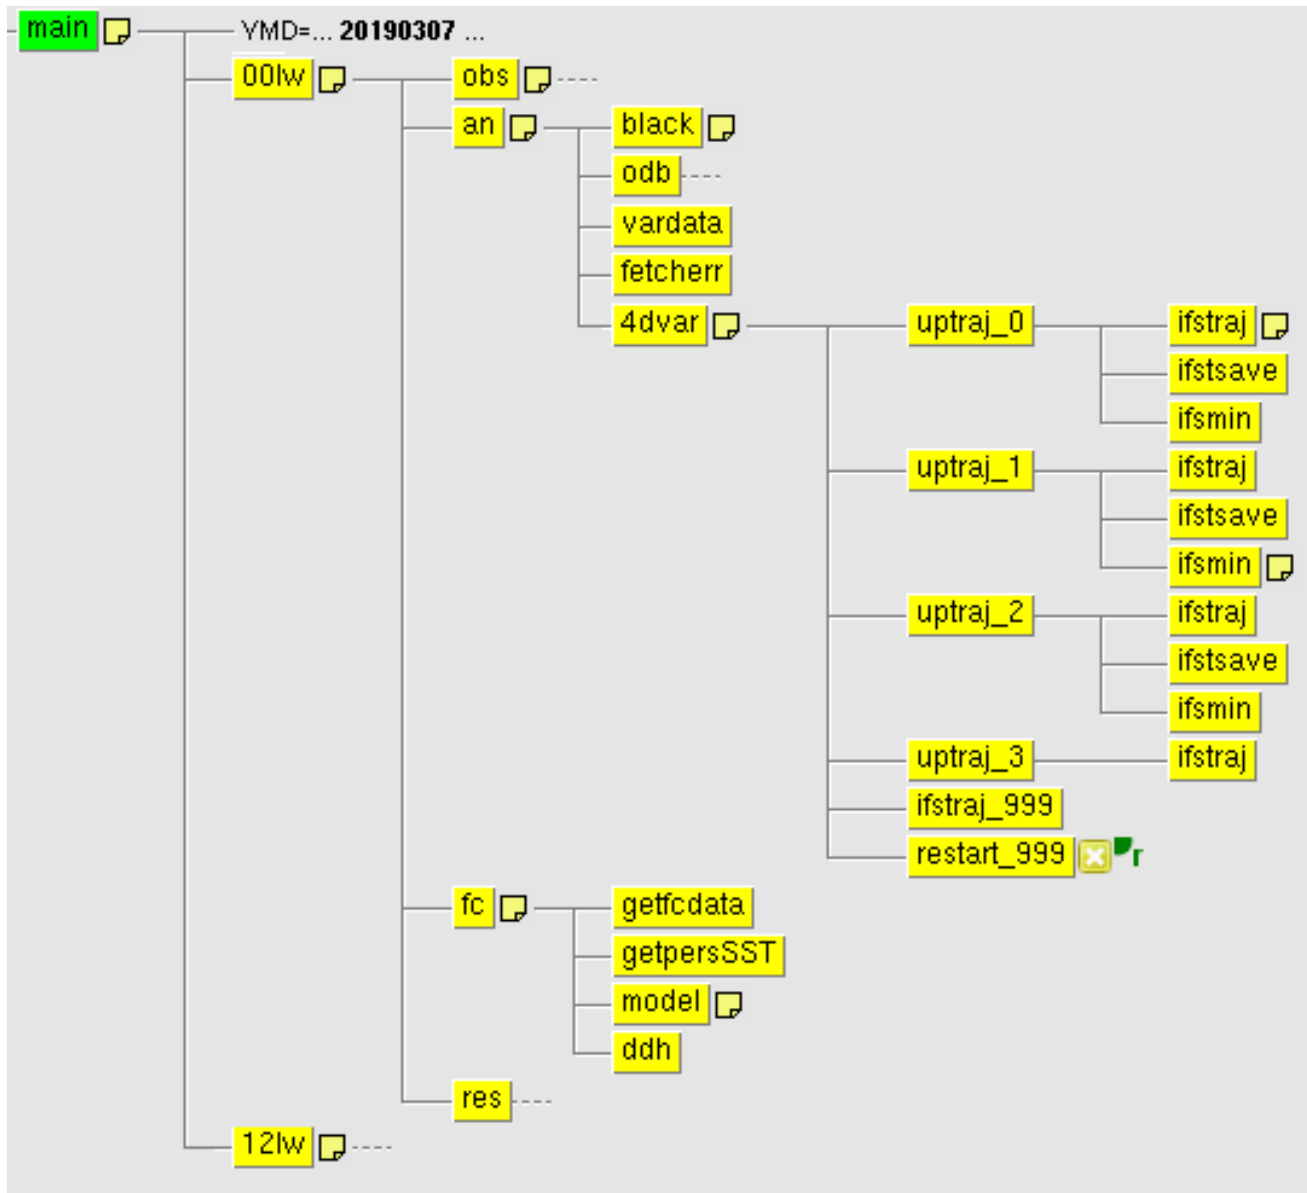 main YMD=... 20190307 ...
00lw obs
an black
odb
vardata
fetcherr
4dvar uptraj_0 ifstraj
ifstsave
ifsmin
uptraj_1 ifstraj
ifstsave
ifsmin
uptraj_2 ifstraj
ifstsave
ifsmin
uptraj_3 ifstraj
ifstraj_999
restart_999 r
fc getfcdata
getpersSST
model
ddh
res
12lw